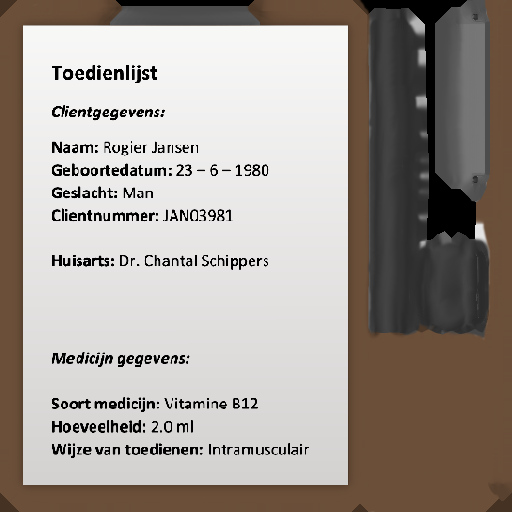 Toedienlijst
Clientgegevens:
Naam: Rogier Jansen
Geboortedatum: 23 – 6 – 1980
Geslacht: Man
Clientnummer: JAN03981
Huisarts: Dr. Chantal Schippers
Medicijn gegevens:
Soort medicijn: Vitamine B12
Hoeveelheid: 2.0 ml
Wijze van toedienen: Intramusculair